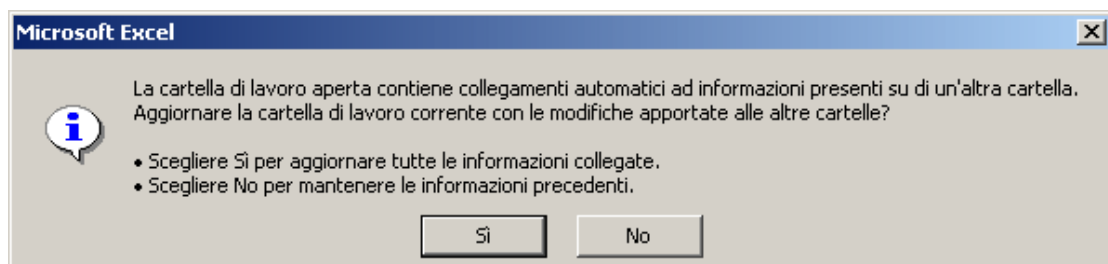 Microsoft Excel
La cartella di lavoro aperta contiene collegamenti automatici ad informazioni presenti su di un'altra cartella.
Aggiornare la cartella di lavoro corrente con le modifiche apportate alle altre cartelle?
• Scegliere Sì per aggiornare tutte le informazioni collegate.
• Scegliere No per mantenere le informazioni precedenti.
Sì No